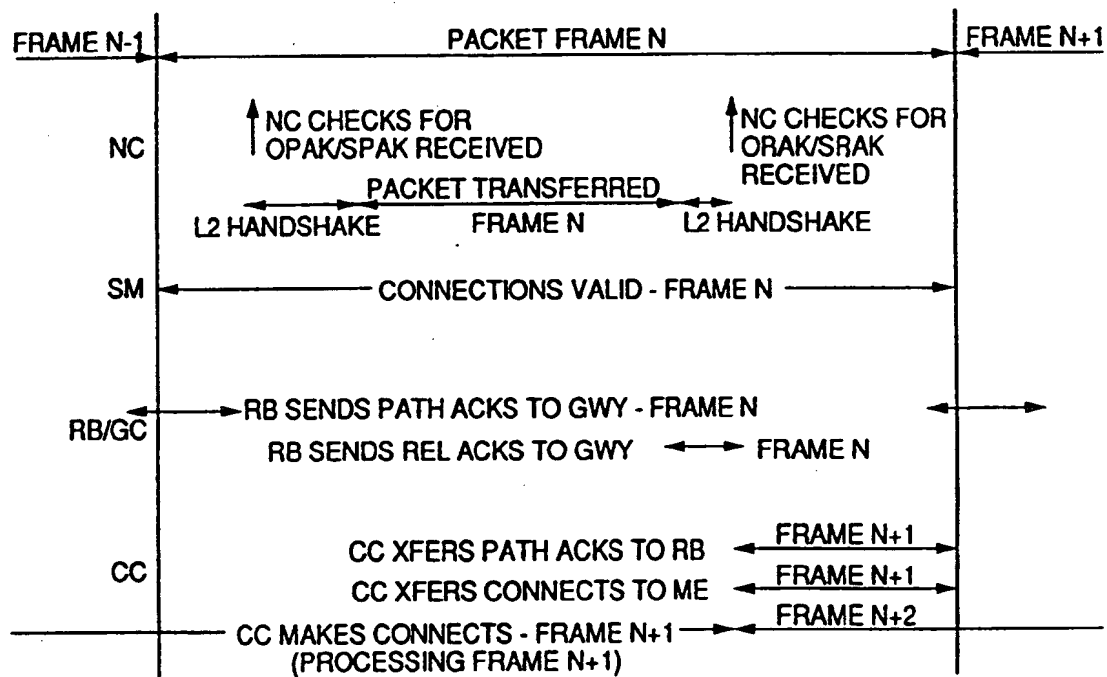 FRAME N-1
PACKET FRAME N
FRAME N+1
NC
NC CHECKS FOR
OPAK/SPAK RECEIVED
NC CHECKS FOR
ORAK/SRAK
RECEIVED
PACKET TRANSFERRED
L2 HANDSHAKE
FRAME N
L2 HANDSHAKE
SM
CONNECTIONS VALID - FRAME N
RB/GC
RB SENDS PATH ACKS TO GWY - FRAME N
RB SENDS REL ACKS TO GWY
FRAME N
CC
CC XFERS PATH ACKS TO RB
FRAME N+1
CC XFERS CONNECTS TO ME
FRAME N+1
CC MAKES CONNECTS - FRAME N+1
(PROCESSING FRAME N+1)
FRAME N+2